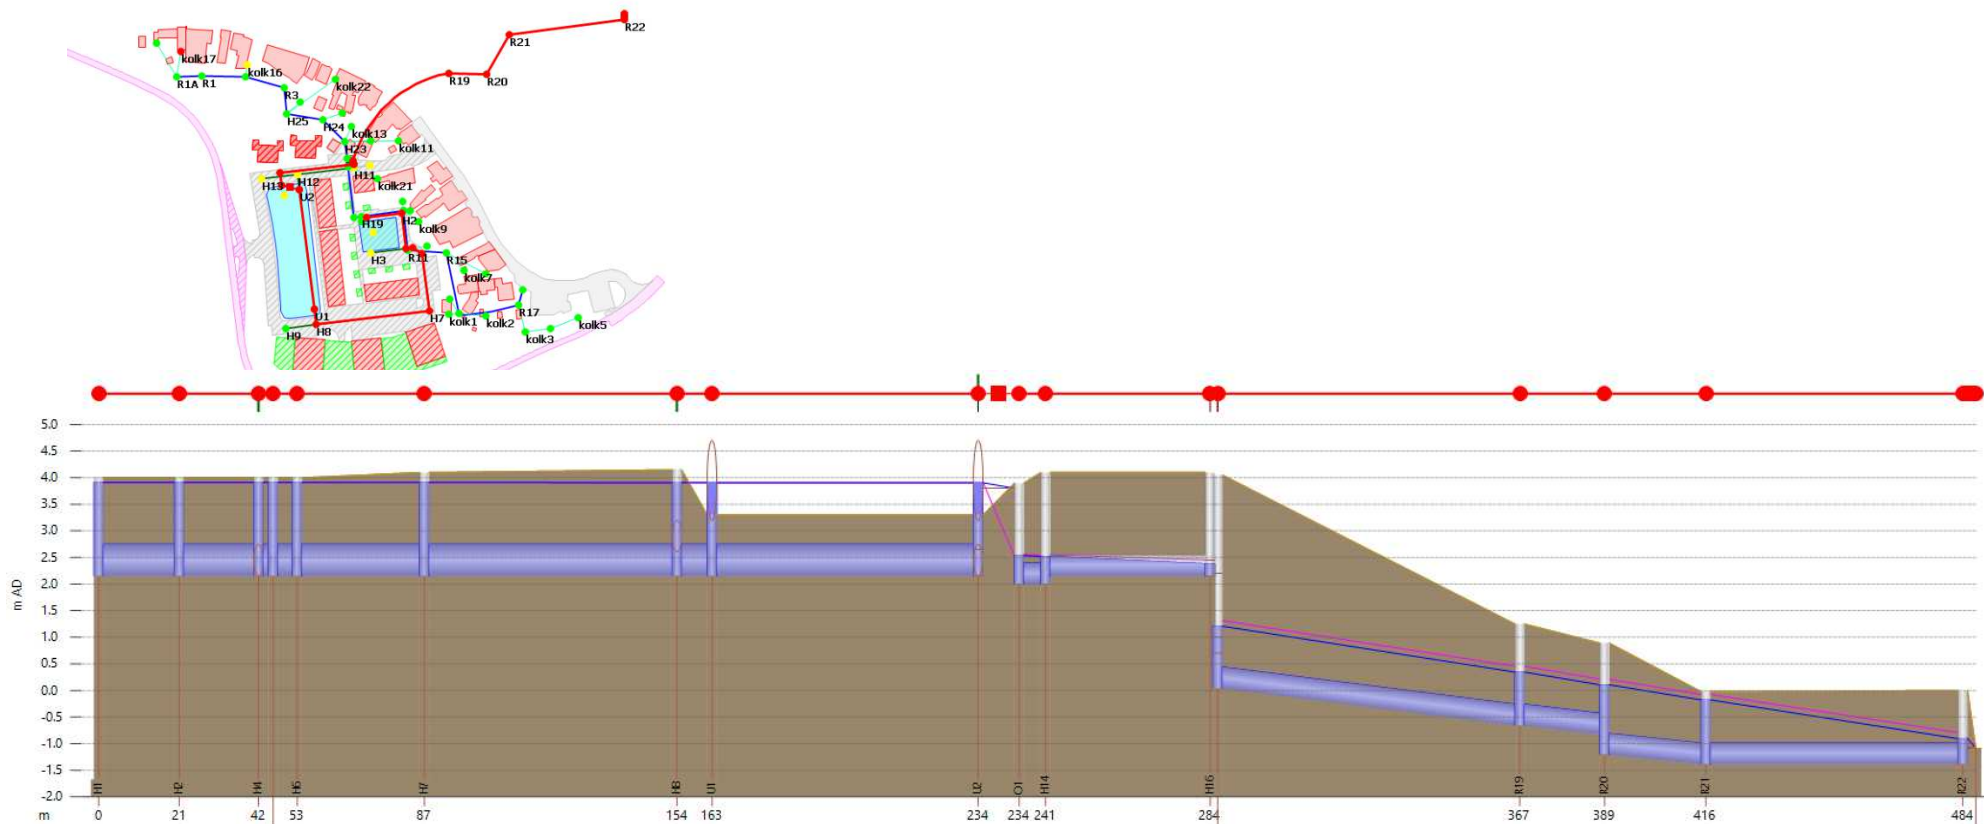 R22
R21
kolk17
kolk16
R19
R20
R1A
R1
kolk22
R3
H25
H24
kolk13
H23
kolk11
H11
H13
H12
kolk21
U2
H19
H2
kolk9
H3
R11
R15
kolk7
U1
H7
R17
H8
kolk1
kolk2
H9
kolk3
kolk5
5.0
4.5
4.0
3.5
3.0
2.5
2.0
1.5
1.0
0.5
0.0
-0.5
-1.0
-1.5
-2.0
m AD
H1
H2
H4
H6
H7
H8
U1
U2
O1
H14
H16
R19
R20
R21
R22
m 0 21 42 53 87 154 163 234 234 241 284 367 389 416 484